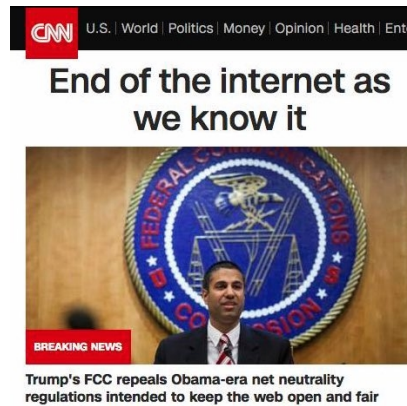 CNN U.S. World Politics Money Opinion Health Ent
End of the internet as
we know it
FEDERAL COMMUNICATIONS
COMMISSION
BREAKING NEWS
Trump's FCC repeals Obama-era net neutrality
regulations intended to keep the web open and fair